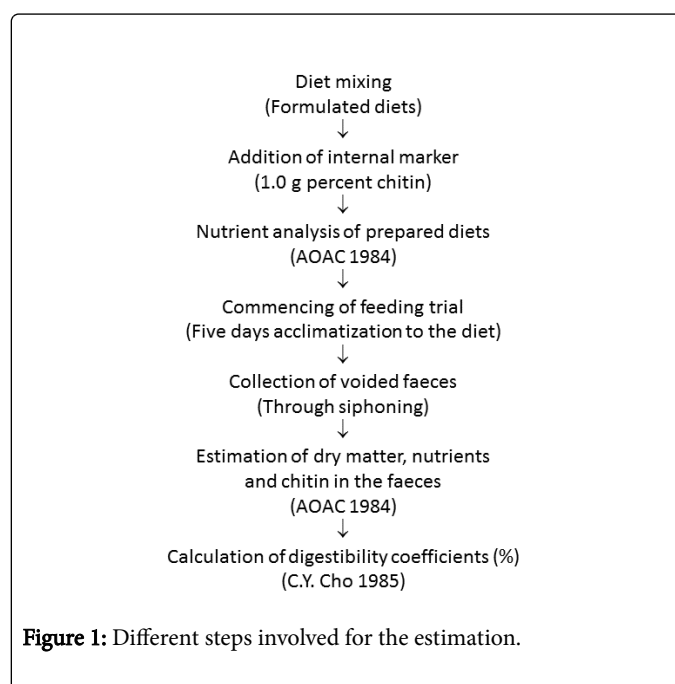 Diet mixing
(Formulated diets)
↓
Addition of internal marker
(1.0 g percent chitin)
↓
Nutrient analysis of prepared diets
(AOAC 1984)
↓
Commencing of feeding trial
(Five days acclimatization to the diet)
↓
Collection of voided faeces
(Through siphoning)
↓
Estimation of dry matter, nutrients
and chitin in the faeces
(AOAC 1984)
↓
Calculation of digestibility coefficients (%)
(C.Y. Cho 1985)
Figure 1: Different steps involved for the estimation.